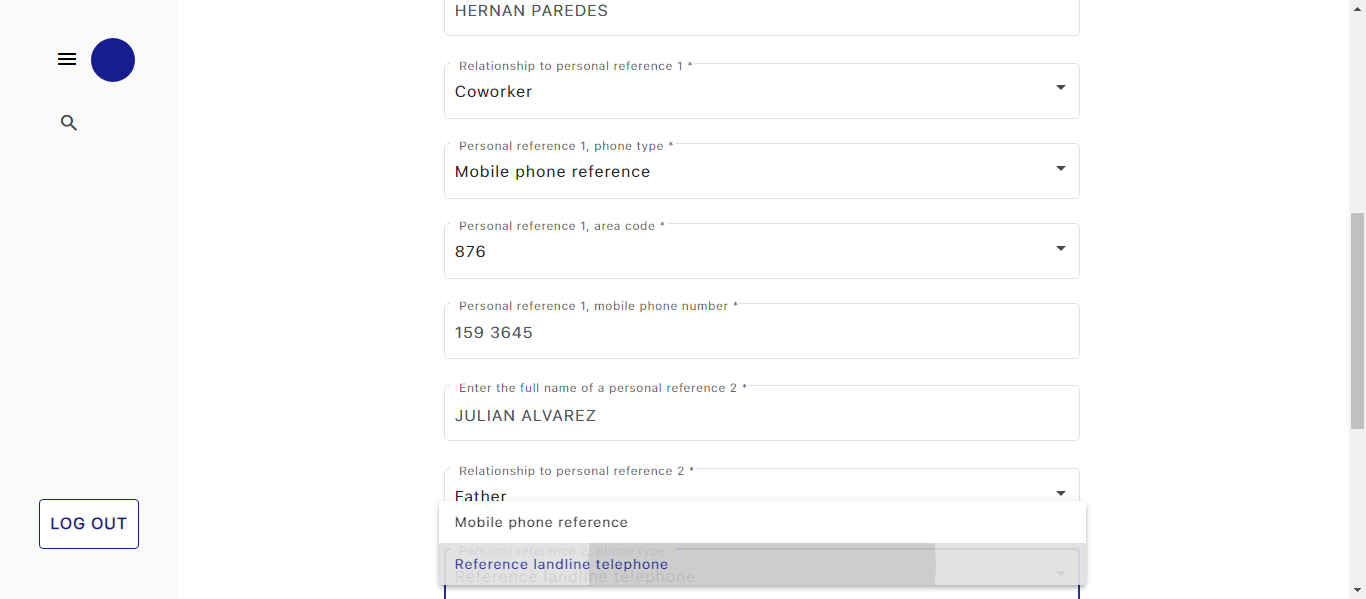 HERNAN PAREDES
Relationship to personal reference 1 *
Coworker
Personal reference 1, phone type *
Mobile phone reference
Personal reference 1, area code *
876
Personal reference 1, mobile phone number *
159 3645
Enter the full name of a personal reference 2 *
JULIAN ALVAREZ
Relationship to personal reference 2 *
Father
Mobile phone reference
Personal reference 2, phone type *
Reference landline telephone
Reference landline telephone
LOG OUT